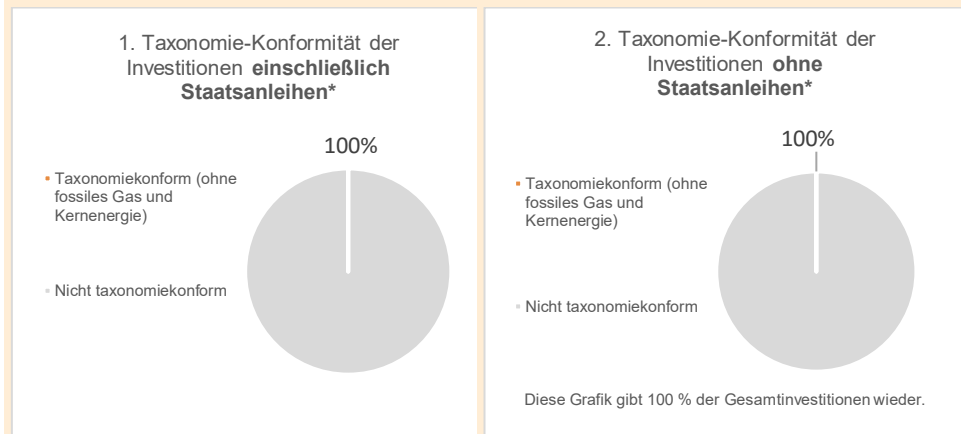 1. Taxonomie-Konformität der
Investitionen einschließlich
Staatsanleihen*
100%
Taxonomiekonform (ohne
fossiles Gas und
Kernenergie)
Nicht taxonomiekonform
2. Taxonomie-Konformität der
Investitionen ohne
Staatsanleihen*
100%
Taxonomiekonform (ohne
fossiles Gas und
Kernenergie)
Nicht taxonomiekonform
Diese Grafik gibt 100 % der Gesamtinvestitionen wieder.